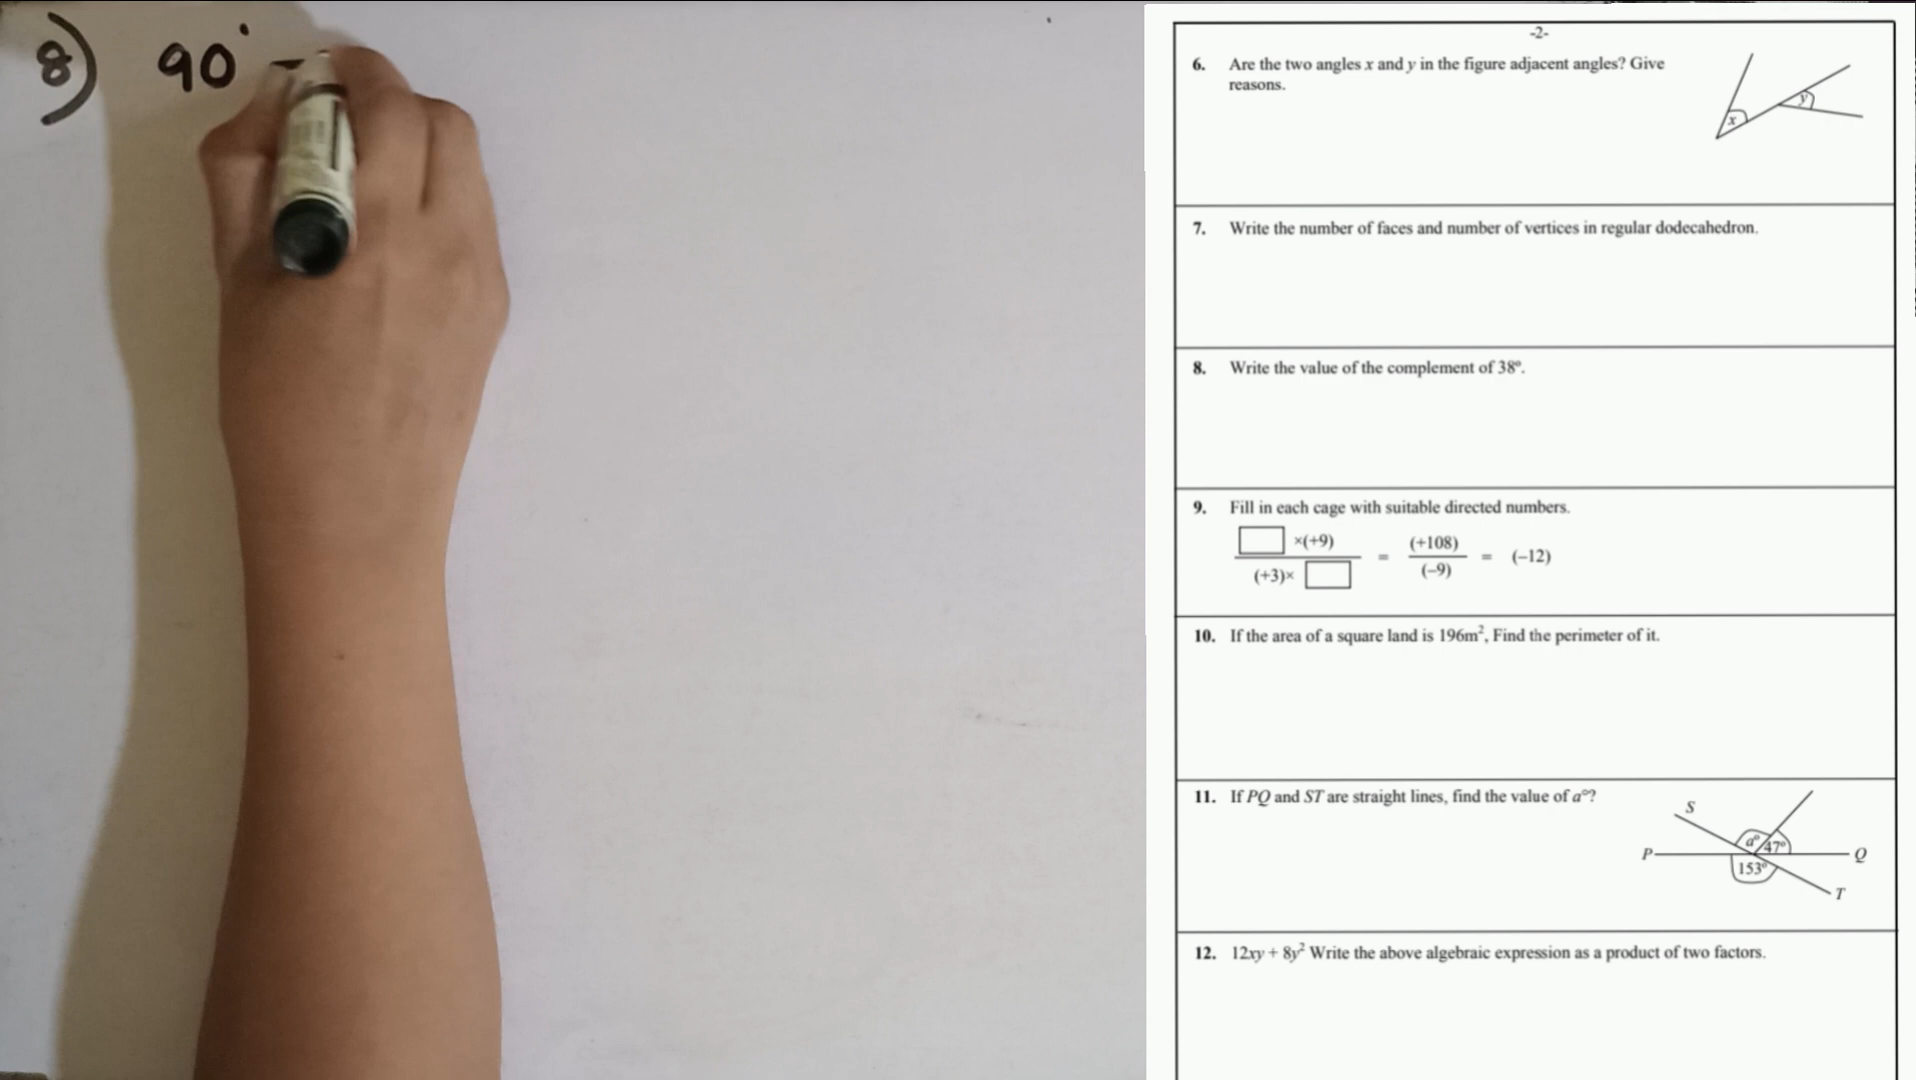 8) 90° -
-2-
6. Are the two angles x and y in the figure adjacent angles? Give
reasons.
x
y
7. Write the number of faces and number of vertices in regular dodecahedron.
8. Write the value of the complement of 38°.
9. Fill in each cage with suitable directed numbers.
×(+9)
(+3)×
=
(+108)
(–9)
= (–12)
10. If the area of a square land is 196m², Find the perimeter of it.
11. If PQ and ST are straight lines, find the value of a°?
S
a° 47°
P Q
153°
T
12. 12xy + 8y² Write the above algebraic expression as a product of two factors.